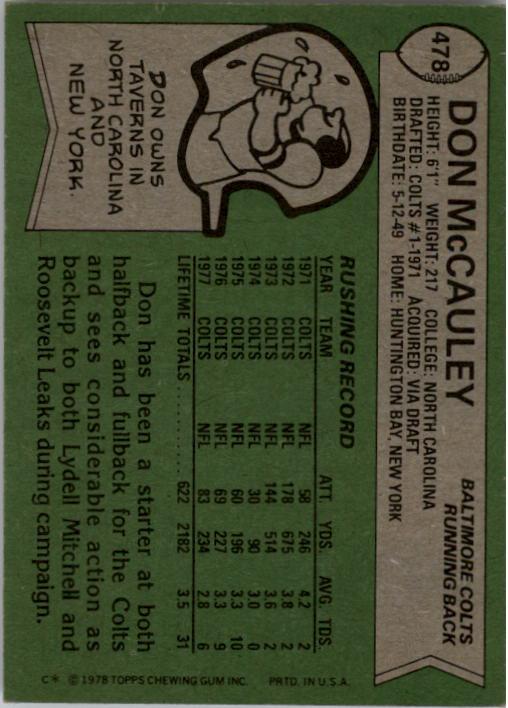 478
DON McCAULEY
BALTIMORE COLTS
RUNNING BACK
HEIGHT: 6'1" WEIGHT: 217 COLLEGE: NORTH CAROLINA
DRAFTED: COLTS #1-1971 ACQUIRED: VIA DRAFT
BIRTHDATE: 5-12-49 HOME: HUNTINGTON BAY, NEW YORK
DON OWNS
TAVERNS IN
NORTH CAROLINA
AND
NEW YORK.
RUSHING RECORD
YEAR TEAM ATT. YDS. AVG. TDS.
1971 COLTS NFL 58 246 4.2 2
1972 COLTS NFL 178 675 3.8 2
1973 COLTS NFL 144 514 3.6 2
1974 COLTS NFL 30 90 3.0 0
1975 COLTS NFL 60 196 3.3 10
1976 COLTS NFL 69 227 3.3 9
1977 COLTS NFL 83 234 2.8 6
LIFETIME TOTALS .......... 622 2182 3.5 31
Don has been a starter at both
halfback and fullback for the Colts
and sees considerable action as
backup to both Lydell Mitchell and
Roosevelt Leaks during campaign.
C* © 1978 TOPPS CHEWING GUM INC. PRTD. IN U.S.A.